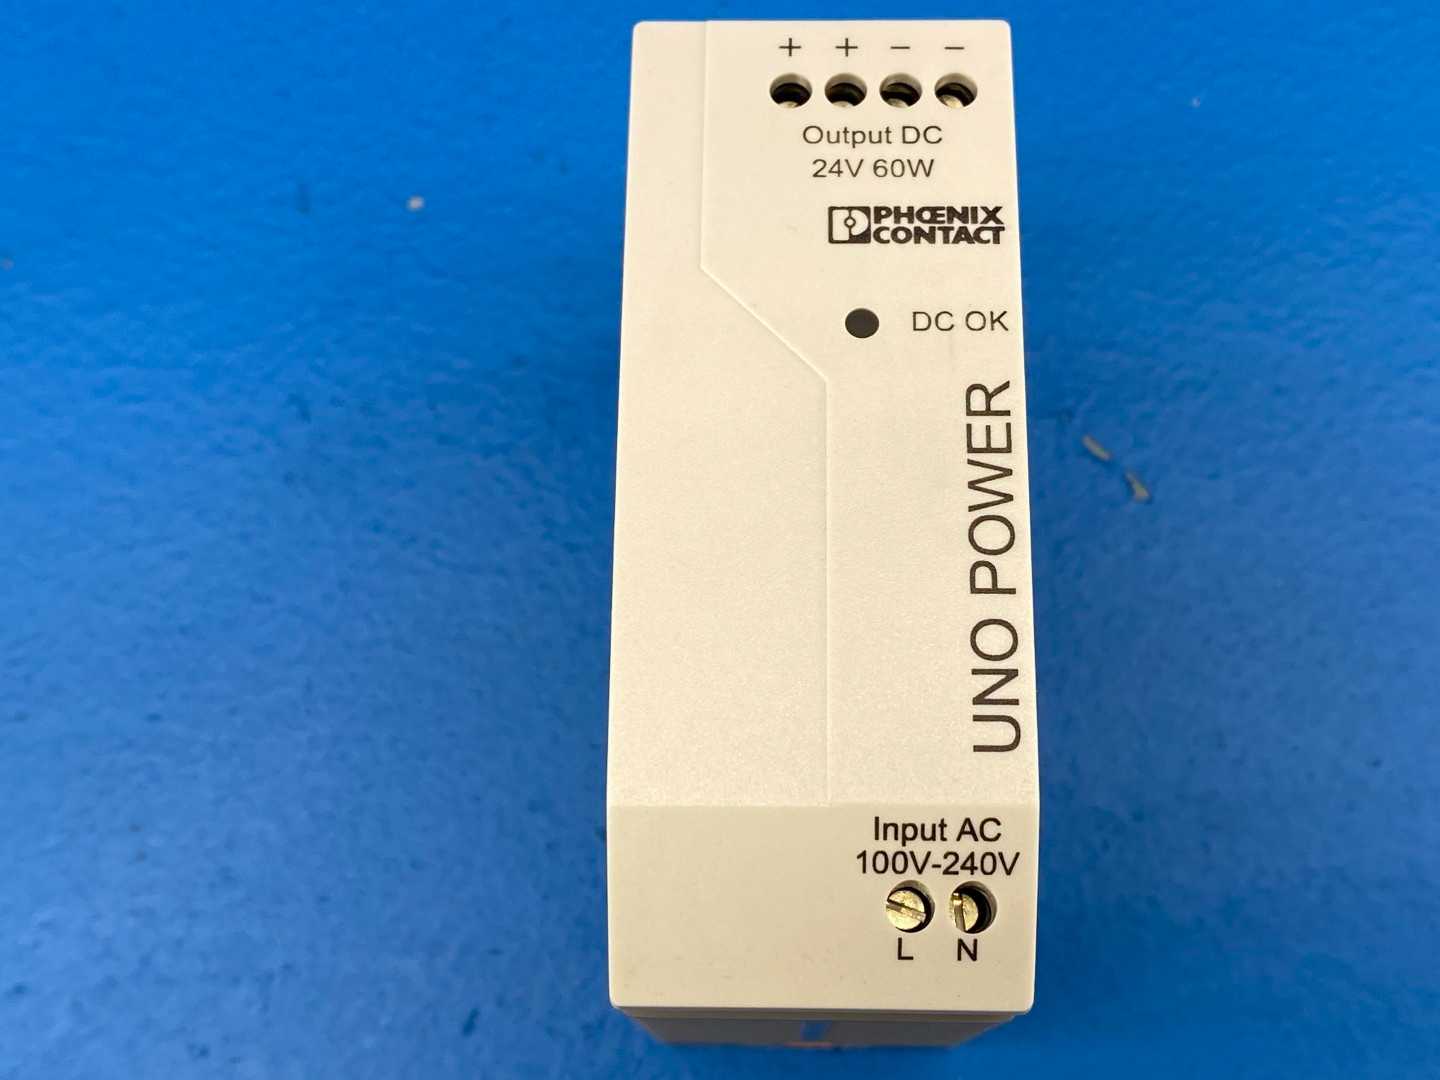 + + − −
Output DC
24V 60W
PHŒNIX
CONTACT
DC OK
UNO POWER
Input AC
100V-240V
L N